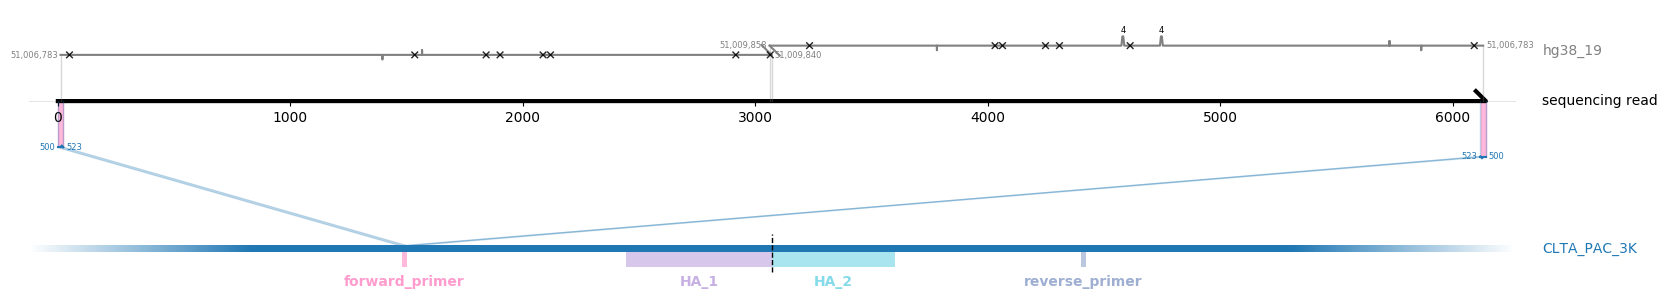 4 4
51,009,858
51,006,783 51,009,840 51,006,783 hg38_19
sequencing read
0 1000 2000 3000 4000 5000 6000
500 523
523 500
CLTA_PAC_3K
forward_primer HA_1 HA_2 reverse_primer